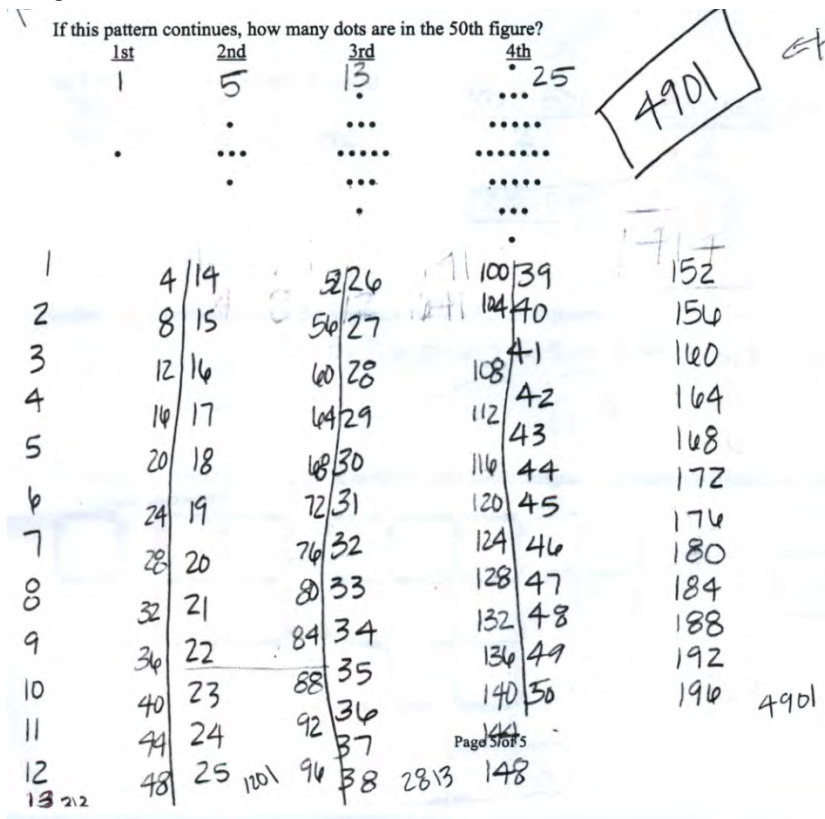 If this pattern continues, how many dots are in the 50th figure?
1st 2nd 3rd 4th
1 5 13 25
4901
1 4 14 52 26 100 39 152
2 8 15 56 27 104 40 156
3 12 16 60 28 108 41 160
4 16 17 64 29 112 42 164
5 20 18 68 30 116 43 168
6 24 19 72 31 120 44 172
7 28 20 76 32 124 45 176
8 32 21 80 33 128 46 180
9 36 22 84 34 132 47 184
10 40 23 88 35 136 48 188
11 44 24 92 36 140 49 192
12 48 25 1201 96 37 144 50 196 4901
13 212 38 2813 148
Page 5 of 5